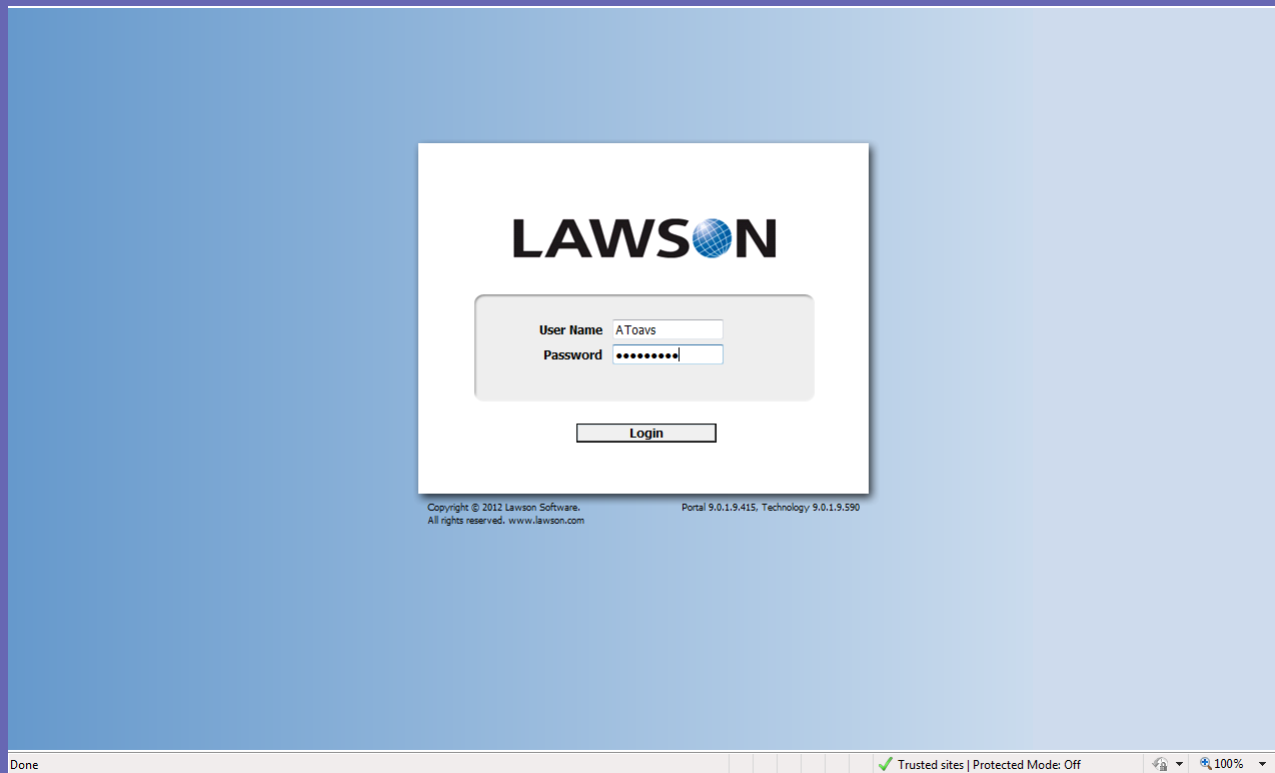 LAWSON
User Name AToavs
Password •••••••••
Login
Copyright © 2012 Lawson Software. Portal 9.0.1.9.415, Technology 9.0.1.9.590
All rights reserved. www.lawson.com
Done Trusted sites | Protected Mode: Off 100%